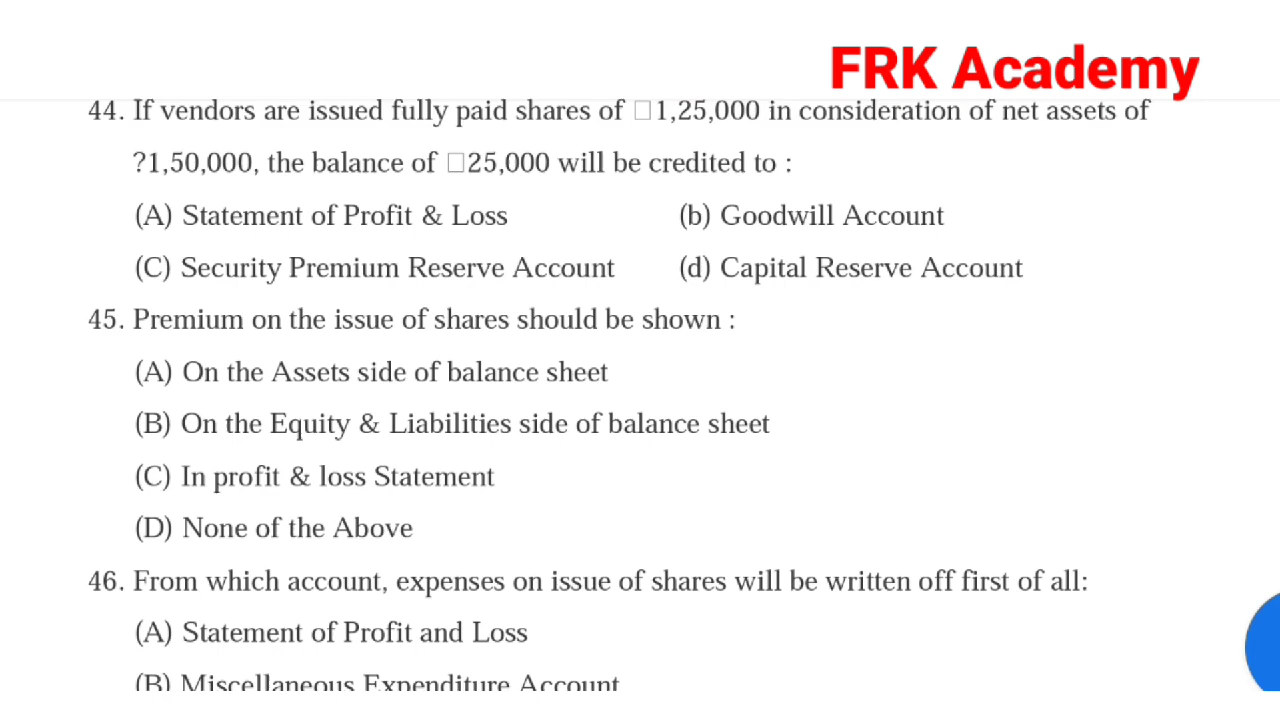 FRK Academy
44. If vendors are issued fully paid shares of □1,25,000 in consideration of net assets of
?1,50,000, the balance of □25,000 will be credited to :
(A) Statement of Profit & Loss (b) Goodwill Account
(C) Security Premium Reserve Account (d) Capital Reserve Account
45. Premium on the issue of shares should be shown :
(A) On the Assets side of balance sheet
(B) On the Equity & Liabilities side of balance sheet
(C) In profit & loss Statement
(D) None of the Above
46. From which account, expenses on issue of shares will be written off first of all:
(A) Statement of Profit and Loss
(B) Miscellaneous Expenditure Account